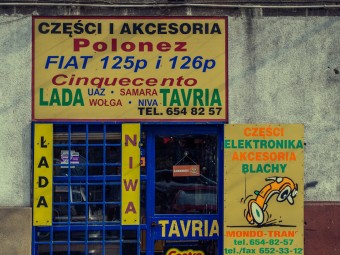 CZĘŚCI I AKCESORIA
Polonez
FIAT 125p i 126p
Cinquecento
LADA UAZ • SAMARA TAVRIA
WOŁGA • NIVA
TEL. 654 82 57
ŁADA
NIWA
TAVRIA
CZĘŚCI
ELEKTRONIKA
AKCESORIA
BLACHY
MONDO-TRAN'
tel. 654-82-57
tel./fax 652-33-12